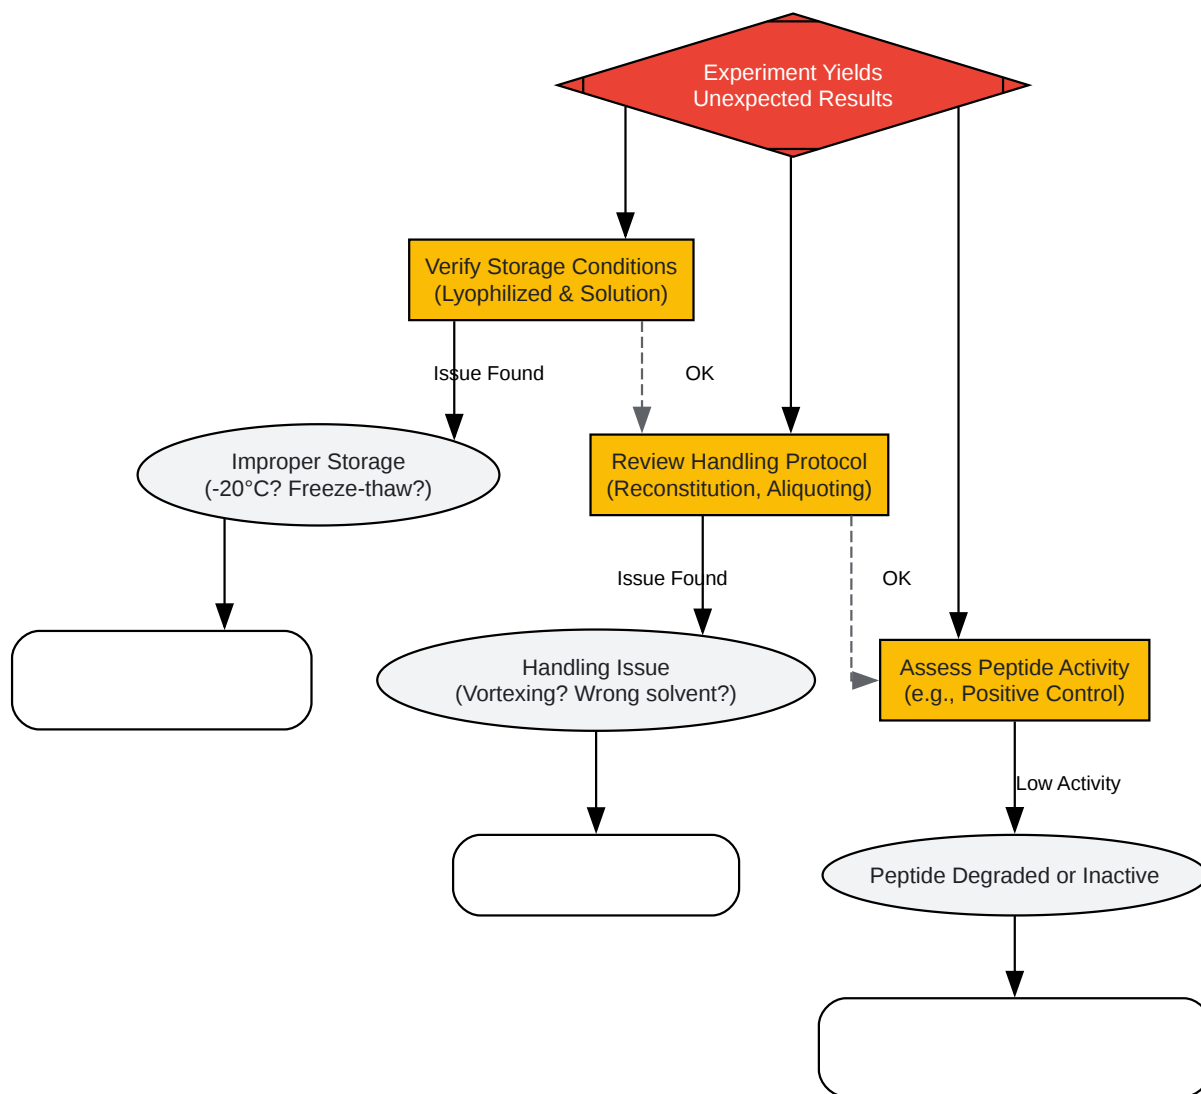 Experiment Yields
Unexpected Results
Verify Storage Conditions
(Lyophilized & Solution)
Issue Found
OK
Improper Storage
(-20°C? Freeze-thaw?)
Review Handling Protocol
(Reconstitution, Aliquoting)
Issue Found
OK
Handling Issue
(Vortexing? Wrong solvent?)
Assess Peptide Activity
(e.g., Positive Control)
Low Activity
Peptide Degraded or Inactive